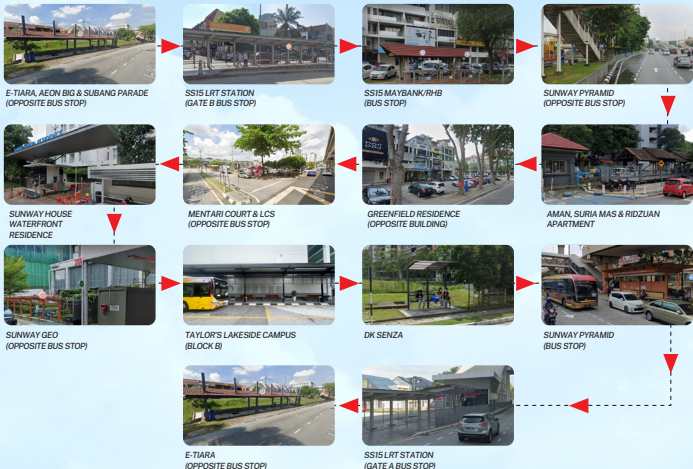 E-TIARA, AEON BIG & SUBANG PARADE
(OPPOSITE BUS STOP)
SS15 LRT STATION
(GATE B BUS STOP)
SS15 MAYBANK/RHB
(BUS STOP)
SUNWAY PYRAMID
(OPPOSITE BUS STOP)
SUNWAY HOUSE
WATERFRONT
RESIDENCE
MENTARI COURT & LCS
(OPPOSITE BUS STOP)
GREENFIELD RESIDENCE
(OPPOSITE BUILDING)
AMAN, SURIA MAS & RIDZUAN
APARTMENT
SUNWAY GEO
(OPPOSITE BUS STOP)
TAYLOR'S LAKESIDE CAMPUS
(BLOCK B)
DK SENZA
SUNWAY PYRAMID
(BUS STOP)
E-TIARA
(OPPOSITE BUS STOP)
SS15 LRT STATION
(GATE A BUS STOP)